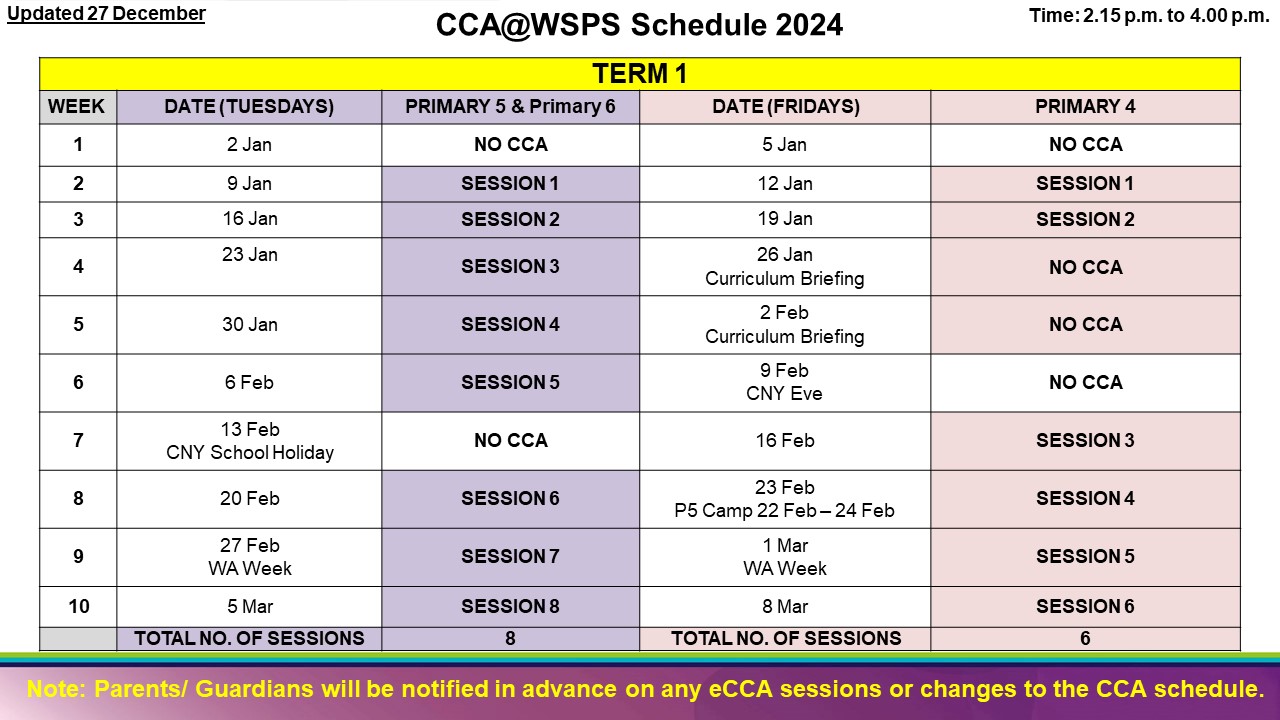 Updated 27 December
CCA@WSPS Schedule 2024
Time: 2.15 p.m. to 4.00 p.m.
TERM 1
WEEK DATE (TUESDAYS) PRIMARY 5 & Primary 6 DATE (FRIDAYS) PRIMARY 4
1 2 Jan NO CCA 5 Jan NO CCA
2 9 Jan SESSION 1 12 Jan SESSION 1
3 16 Jan SESSION 2 19 Jan SESSION 2
4 23 Jan SESSION 3 26 Jan
Curriculum Briefing NO CCA
5 30 Jan SESSION 4 2 Feb
Curriculum Briefing NO CCA
6 6 Feb SESSION 5 9 Feb
CNY Eve NO CCA
7 13 Feb
CNY School Holiday NO CCA 16 Feb SESSION 3
8 20 Feb SESSION 6 23 Feb
P5 Camp 22 Feb – 24 Feb SESSION 4
9 27 Feb
WA Week SESSION 7 1 Mar
WA Week SESSION 5
10 5 Mar SESSION 8 8 Mar SESSION 6
TOTAL NO. OF SESSIONS 8 TOTAL NO. OF SESSIONS 6
Note: Parents/ Guardians will be notified in advance on any eCCA sessions or changes to the CCA schedule.